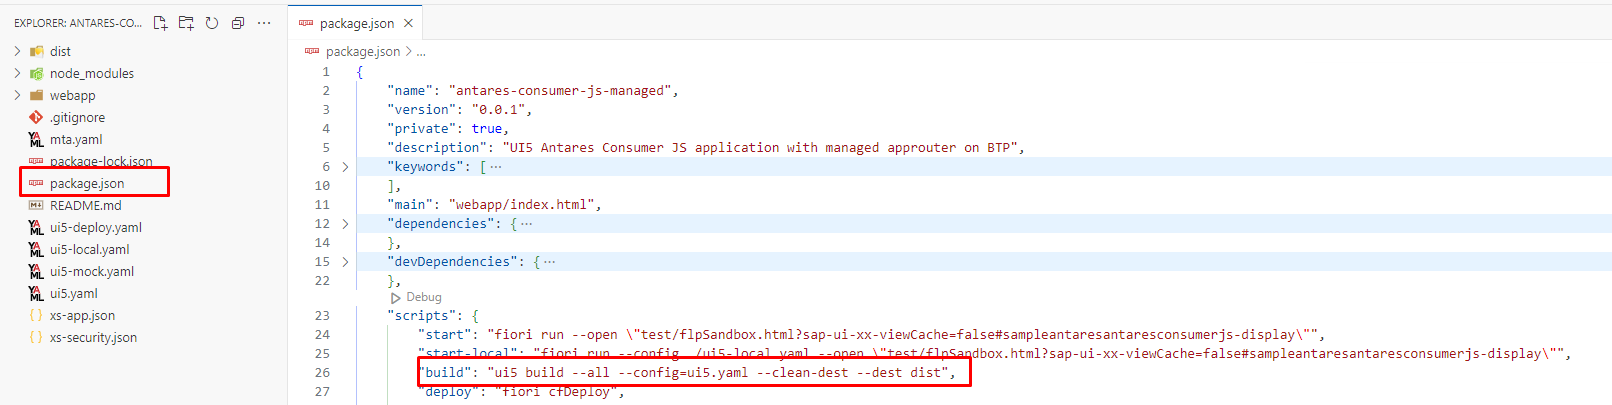 EXPLORER: ANTARES-CO...
dist
node_modules
webapp
.gitignore
YAML mta.yaml
package-lock.json
package.json
README.md
YAML ui5-deploy.yaml
YAML ui5-local.yaml
YAML ui5-mock.yaml
YAML ui5.yaml
{} xs-app.json
{} xs-security.json
package.json ×
package.json > ...
1 {
2 "name": "antares-consumer-js-managed",
3 "version": "0.0.1",
4 "private": true,
5 "description": "UI5 Antares Consumer JS application with managed approuter on BTP",
6 > "keywords": [ ...
10 ],
11 "main": "webapp/index.html",
12 > "dependencies": { ...
14 },
15 > "devDependencies": { ...
22 },
Debug
23 "scripts": {
24 "start": "fiori run --open \"test/flpSandbox.html?sap-ui-xx-viewCache=false#sampleantaresantaresconsumerjs-display\"",
25 "start-local": "fiori run --config ./ui5-local.yaml --open \"test/flpSandbox.html?sap-ui-xx-viewCache=false#sampleantaresantaresconsumerjs-display\"",
26 "build": "ui5 build --all --config=ui5.yaml --clean-dest --dest dist",
27 "deploy": "fiori cfDeploy",